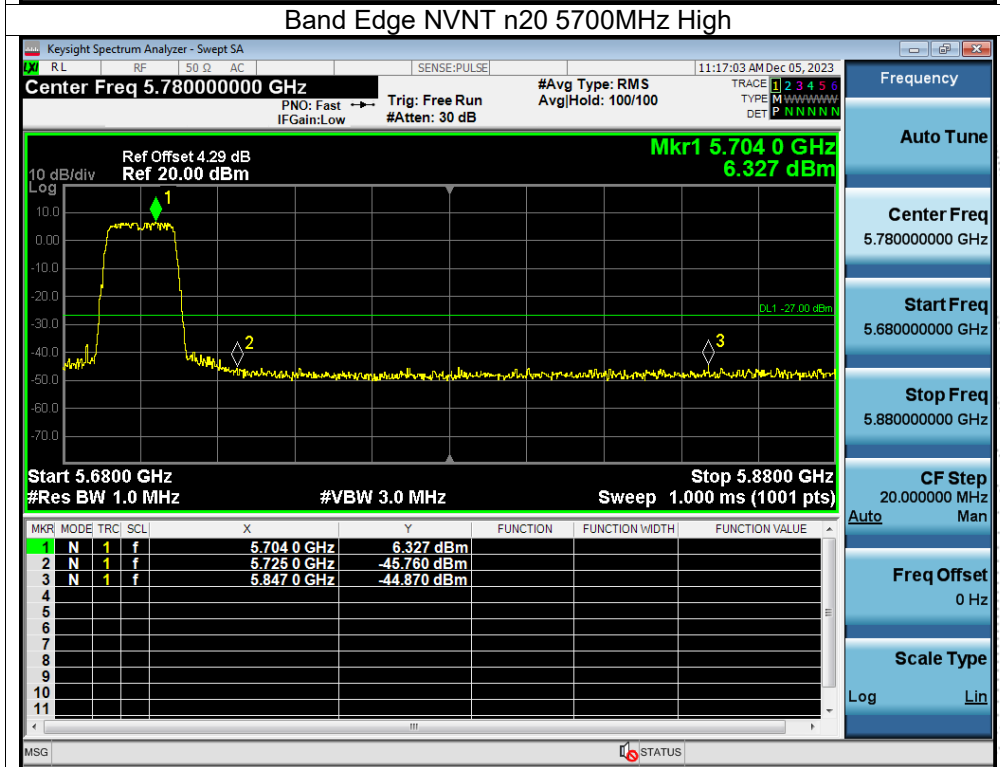 Band Edge NVNT n20 5700MHz High
Keysight Spectrum Analyzer - Swept SA
LXI RL RF 50 Ω AC SENSE:PULSE 11:17:03 AM Dec 05, 2023
Center Freq 5.780000000 GHz #Avg Type: RMS TRACE 1 2 3 4 5 6
PNO: Fast Trig: Free Run Avg|Hold: 100/100 TYPE M WWWWW
IFGain:Low #Atten: 30 dB DET P N N N N N
Frequency
Auto Tune
Center Freq
5.780000000 GHz
Start Freq
5.680000000 GHz
Stop Freq
5.880000000 GHz
CF Step
20.000000 MHz
Auto Man
Freq Offset
0 Hz
Scale Type
Log Lin
Mkr1 5.704 0 GHz
Ref Offset 4.29 dB 6.327 dBm
10 dB/div Ref 20.00 dBm
Log
1
10.0
0.00
-10.0
-20.0
DL1 -27.00 dBm
-30.0
2 3
-40.0
-50.0
-60.0
-70.0
Start 5.6800 GHz Stop 5.8800 GHz
#Res BW 1.0 MHz #VBW 3.0 MHz Sweep 1.000 ms (1001 pts)
MKR MODE TRC SCL X Y FUNCTION FUNCTION WIDTH FUNCTION VALUE
1 N 1 f 5.704 0 GHz 6.327 dBm
2 N 1 f 5.725 0 GHz -45.760 dBm
3 N 1 f 5.847 0 GHz -44.870 dBm
4
5
6
7
8
9
10
11
MSG STATUS